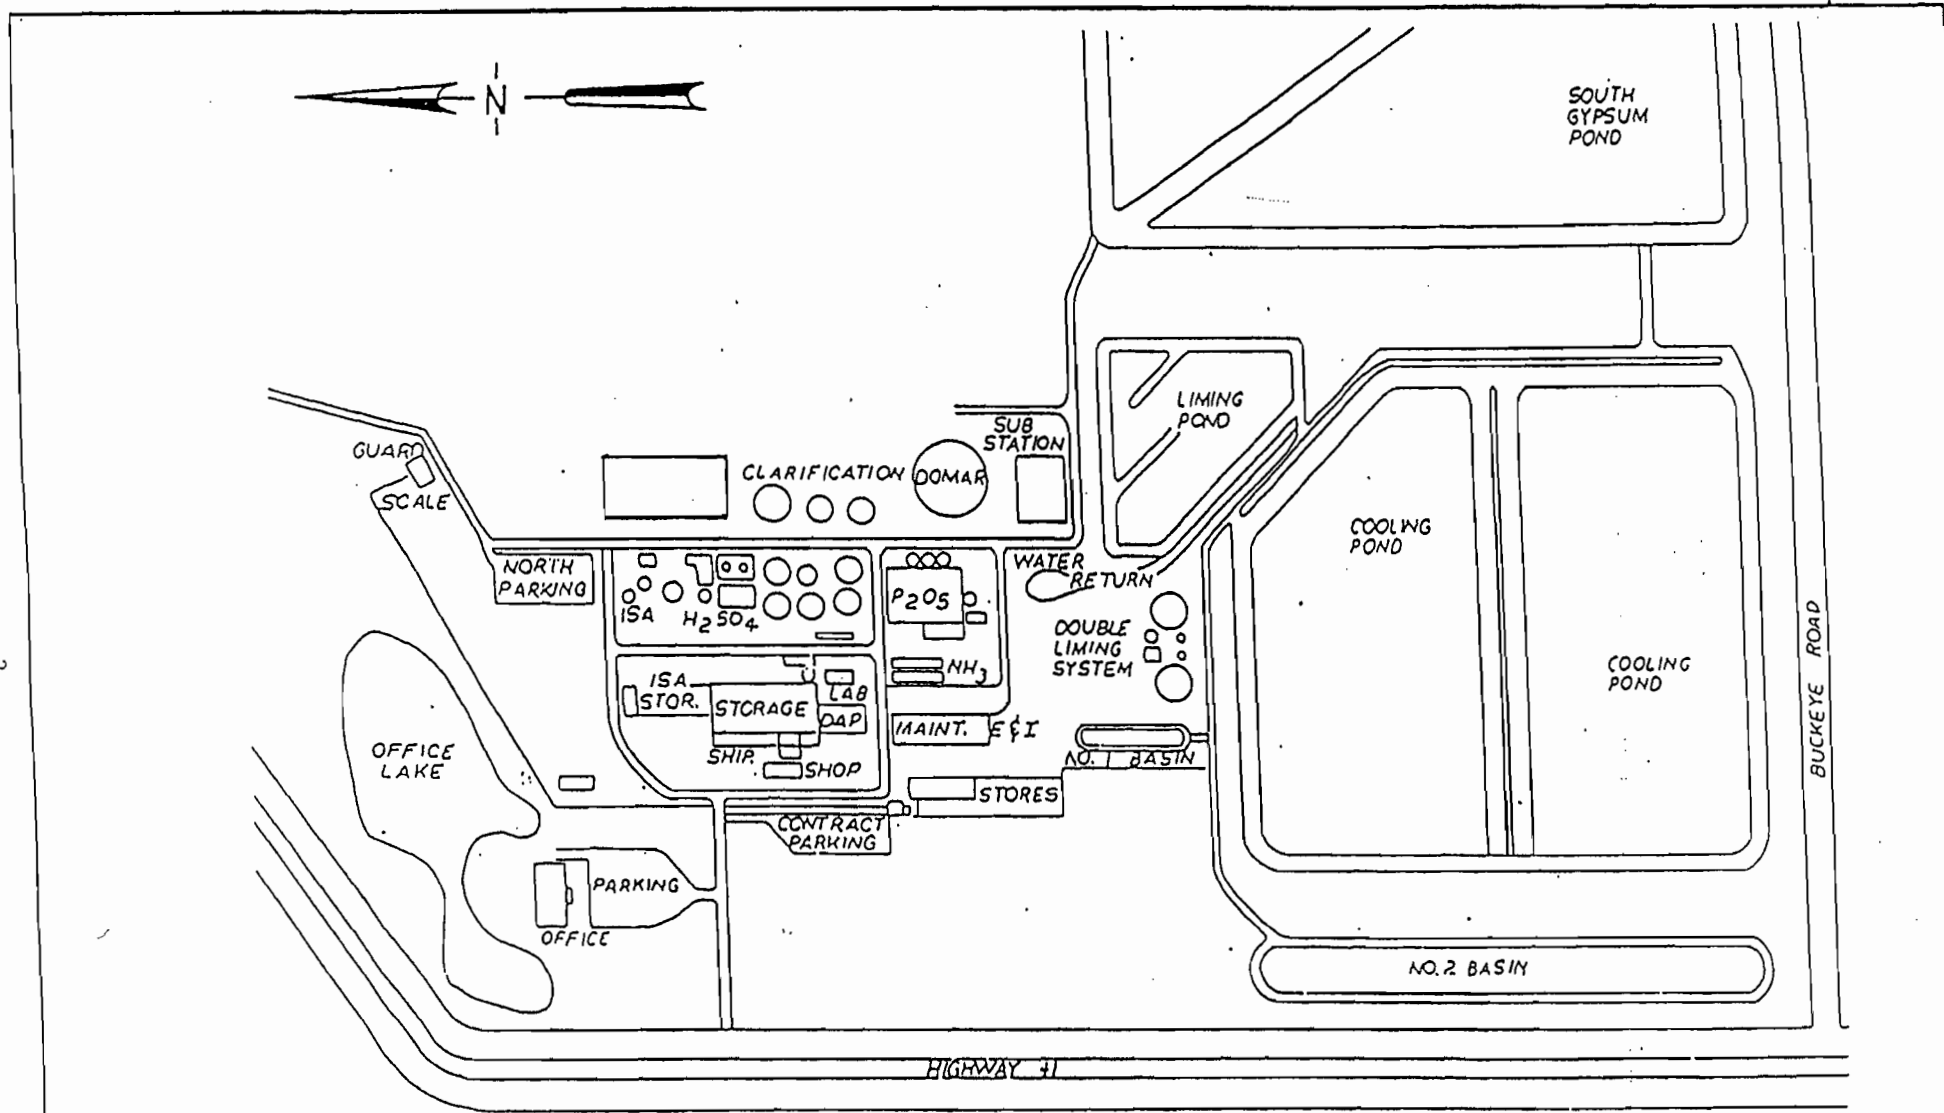 N
SOUTH
GYPSUM
POND
LIMING
POND
SUB
STATION
GUARD
SCALE
CLARIFICATION
DOMAR
COOLING
POND
NORTH
PARKING
WATER
RETURN
ISA
H2SO4
P2O5
DOUBLE
LIMING
SYSTEM
COOLING
POND
BUCKEYE ROAD
ISA
STOR.
STORAGE
LAB
DAP
NH3
MAINT.
E&I
OFFICE
LAKE
SHIP.
SHOP
NO. 1 BASIN
STORES
CONTRACT
PARKING
PARKING
OFFICE
NO. 2 BASIN
HIGHWAY 41